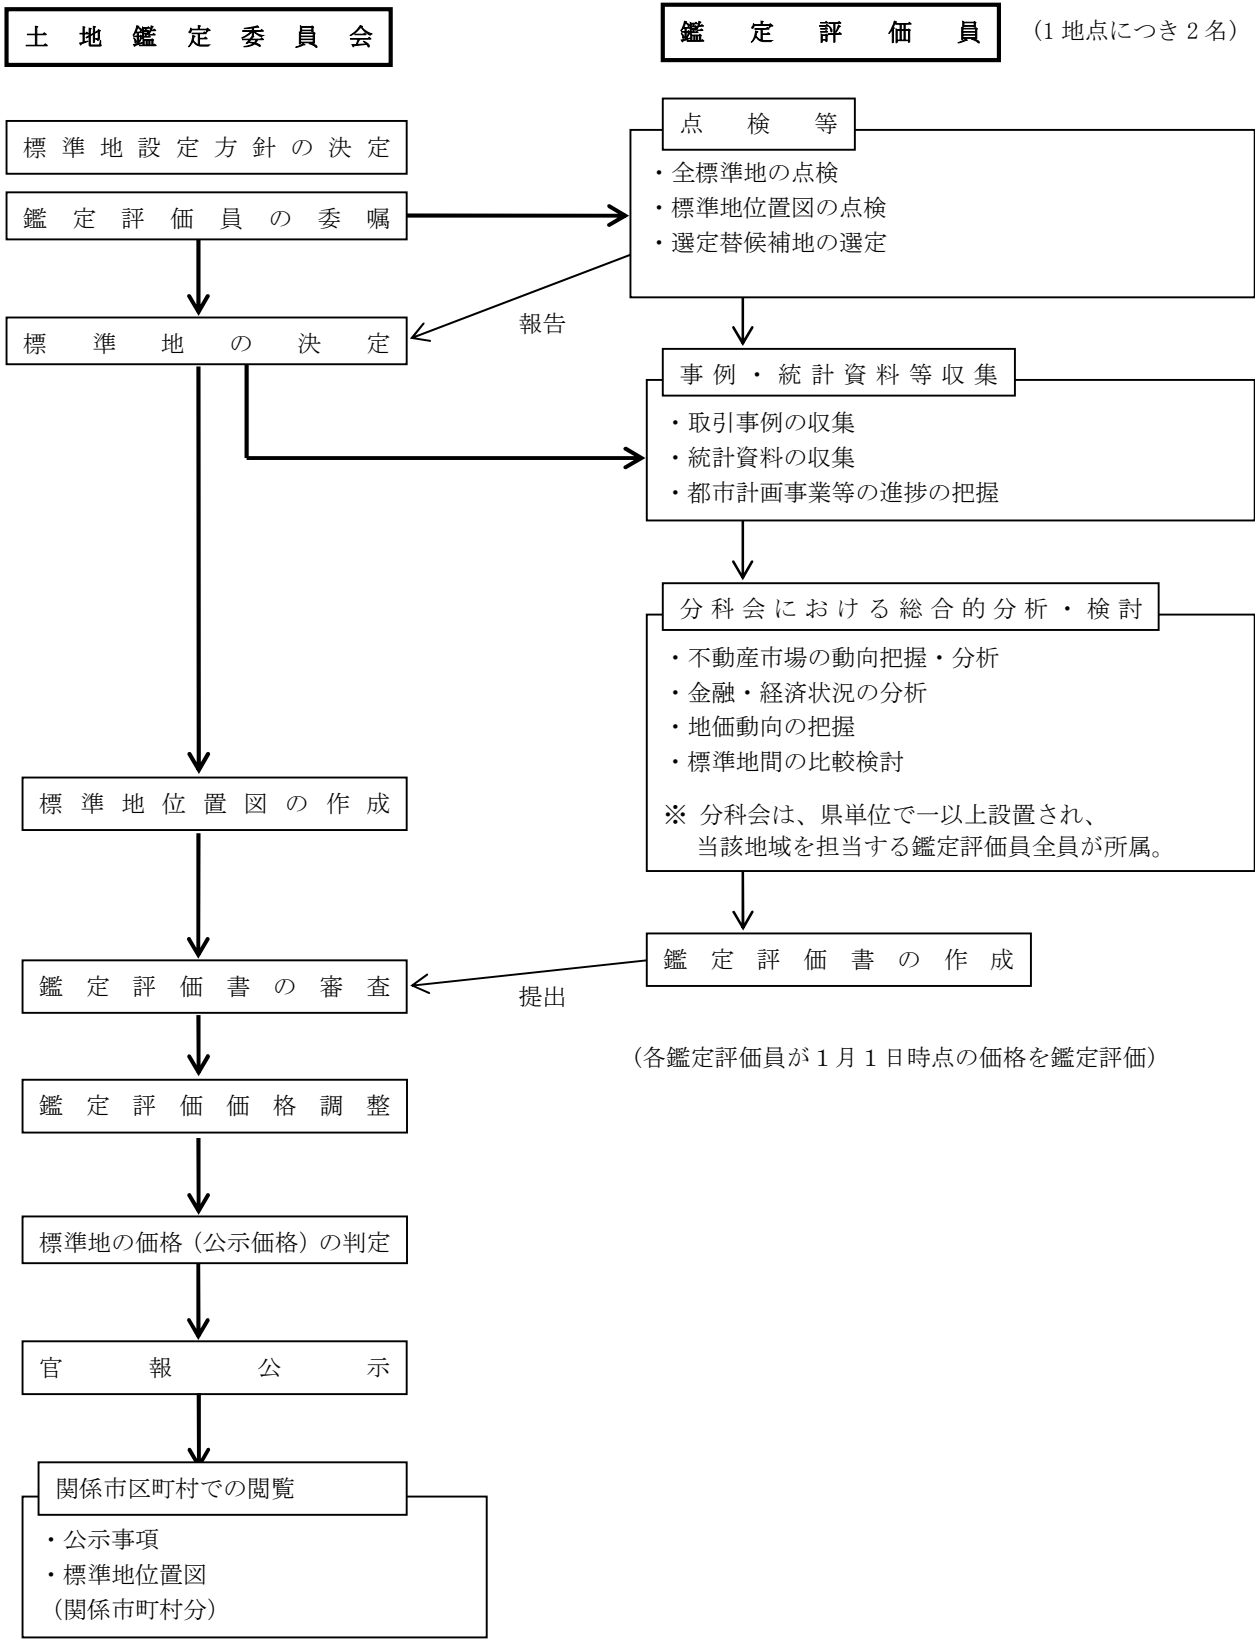 土地鑑定委員会
標準地設定方針の決定
鑑定評価員の委嘱
標準地の決定
標準地位置図の作成
鑑定評価書の審査
鑑定評価価格調整
標準地の価格（公示価格）の判定
官報公示
関係市区町村での閲覧
・公示事項
・標準地位置図
（関係市町村分）
鑑定評価員
（1地点につき2名）
点検等
・全標準地の点検
・標準地位置図の点検
・選定替候補地の選定
報告
事例・統計資料等収集
・取引事例の収集
・統計資料の収集
・都市計画事業等の進捗の把握
分科会における総合的分析・検討
・不動産市場の動向把握・分析
・金融・経済状況の分析
・地価動向の把握
・標準地間の比較検討
※ 分科会は、県単位で一以上設置され、
当該地域を担当する鑑定評価員全員が所属。
鑑定評価書の作成
提出
（各鑑定評価員が１月１日時点の価格を鑑定評価）